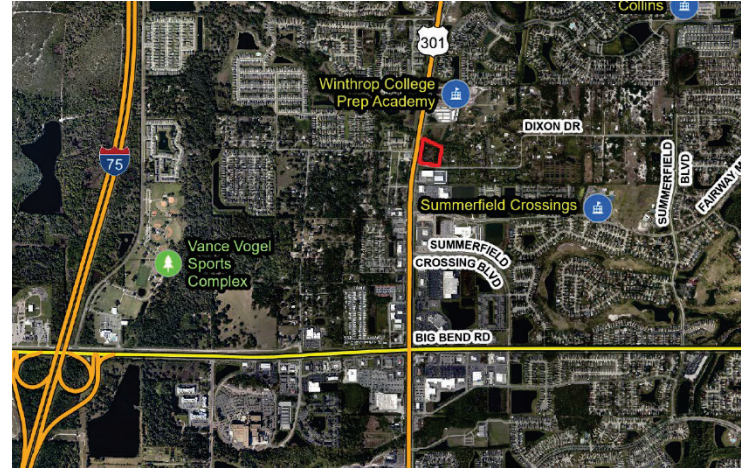 Collins
301
Winthrop College
Prep Academy
DIXON DR
75
SUMMERFIELD
BLVD
FAIRWAY M
Summerfield Crossings
Vance Vogel
Sports
Complex
SUMMERFIELD
CROSSING BLVD
BIG BEND RD